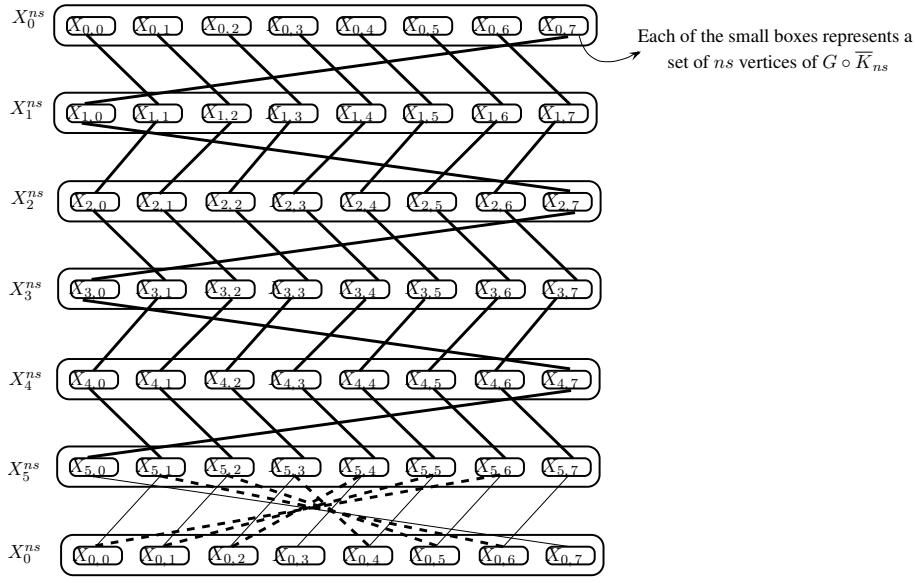 X_0^{ns} X_{0,0} X_{0,1} X_{0,2} X_{0,3} X_{0,4} X_{0,5} X_{0,6} X_{0,7}
Each of the small boxes represents a
set of ns vertices of G ∘ K̅_{ns}
X_1^{ns} X_{1,0} X_{1,1} X_{1,2} X_{1,3} X_{1,4} X_{1,5} X_{1,6} X_{1,7}
X_2^{ns} X_{2,0} X_{2,1} X_{2,2} X_{2,3} X_{2,4} X_{2,5} X_{2,6} X_{2,7}
X_3^{ns} X_{3,0} X_{3,1} X_{3,2} X_{3,3} X_{3,4} X_{3,5} X_{3,6} X_{3,7}
X_4^{ns} X_{4,0} X_{4,1} X_{4,2} X_{4,3} X_{4,4} X_{4,5} X_{4,6} X_{4,7}
X_5^{ns} X_{5,0} X_{5,1} X_{5,2} X_{5,3} X_{5,4} X_{5,5} X_{5,6} X_{5,7}
X_0^{ns} X_{0,0} X_{0,1} X_{0,2} X_{0,3} X_{0,4} X_{0,5} X_{0,6} X_{0,7}